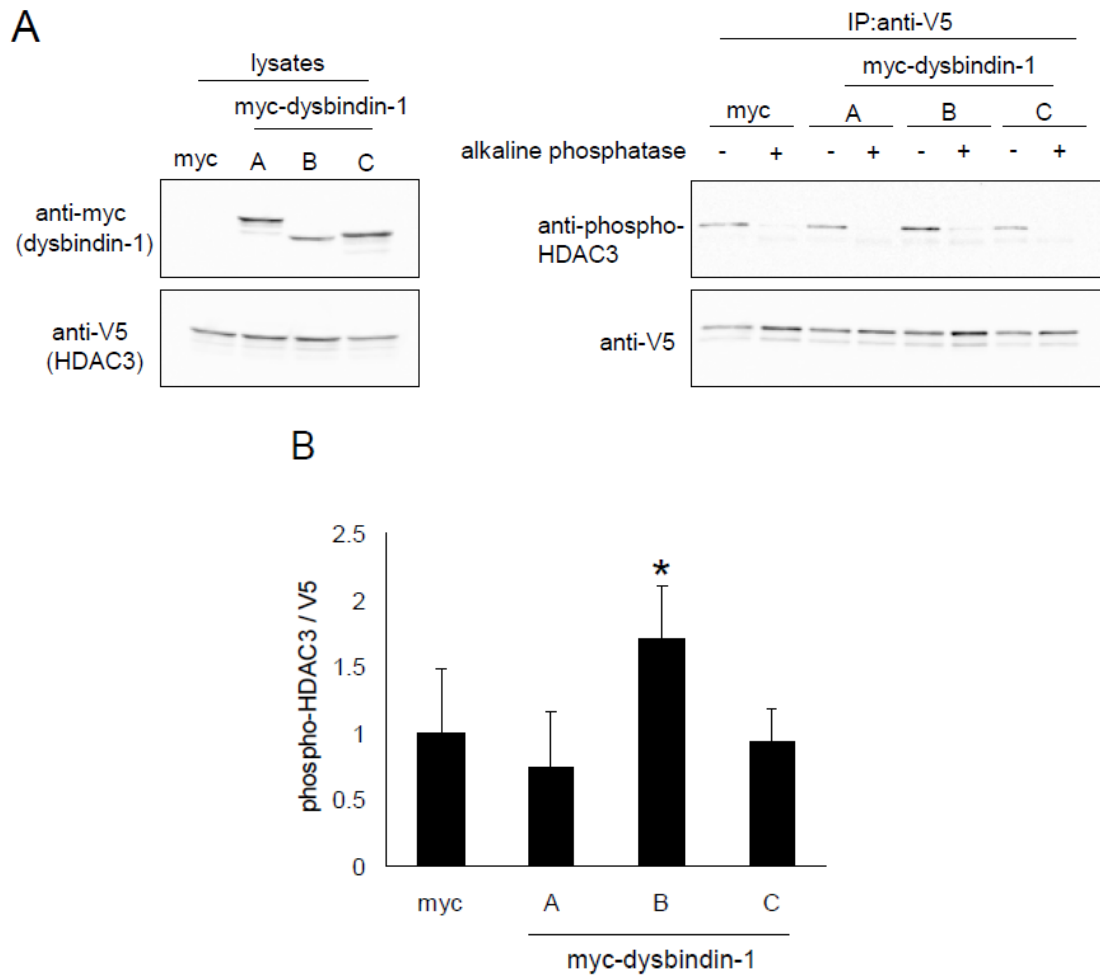 A
lysates
myc-dysbindin-1
myc A B C
anti-myc
(dysbindin-1)
anti-V5
(HDAC3)
IP:anti-V5
myc-dysbindin-1
myc A B C
alkaline phosphatase - + - + - + - +
anti-phospho-
HDAC3
anti-V5
B
phospho-HDAC3 / V5
2.5
2
1.5
1
0.5
0
*
myc A B C
myc-dysbindin-1